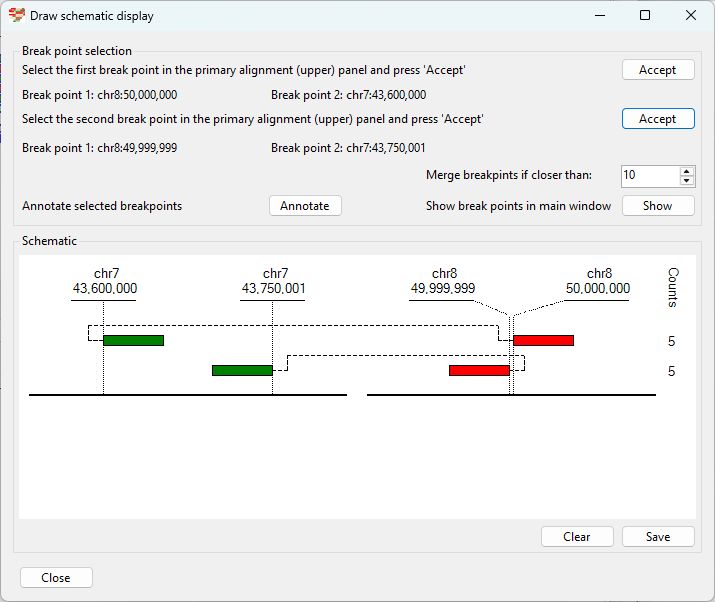 Draw schematic display
Break point selection
Select the first break point in the primary alignment (upper) panel and press 'Accept'
Accept
Break point 1: chr8:50,000,000 Break point 2: chr7:43,600,000
Select the second break point in the primary alignment (upper) panel and press 'Accept'
Accept
Break point 1: chr8:49,999,999 Break point 2: chr7:43,750,001
Merge breakpints if closer than: 10
Annotate selected breakpoints Annotate Show break points in main window Show
Schematic
chr7 chr7 chr8 chr8
43,600,000 43,750,001 49,999,999 50,000,000
Counts
5
5
Clear Save
Close